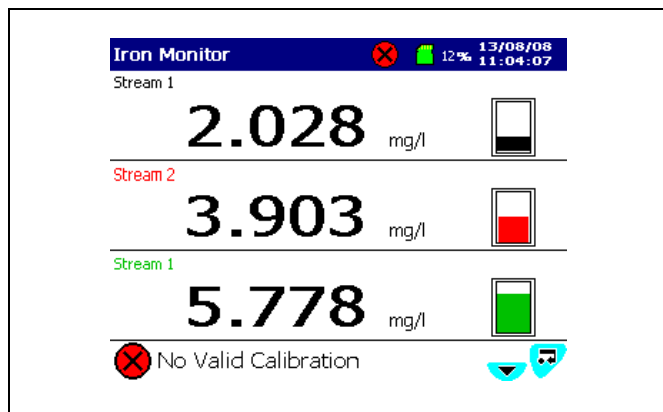 Iron Monitor 12% 13/08/08
11:04:07
Stream 1
2.028 mg/l
Stream 2
3.903 mg/l
Stream 1
5.778 mg/l
No Valid Calibration